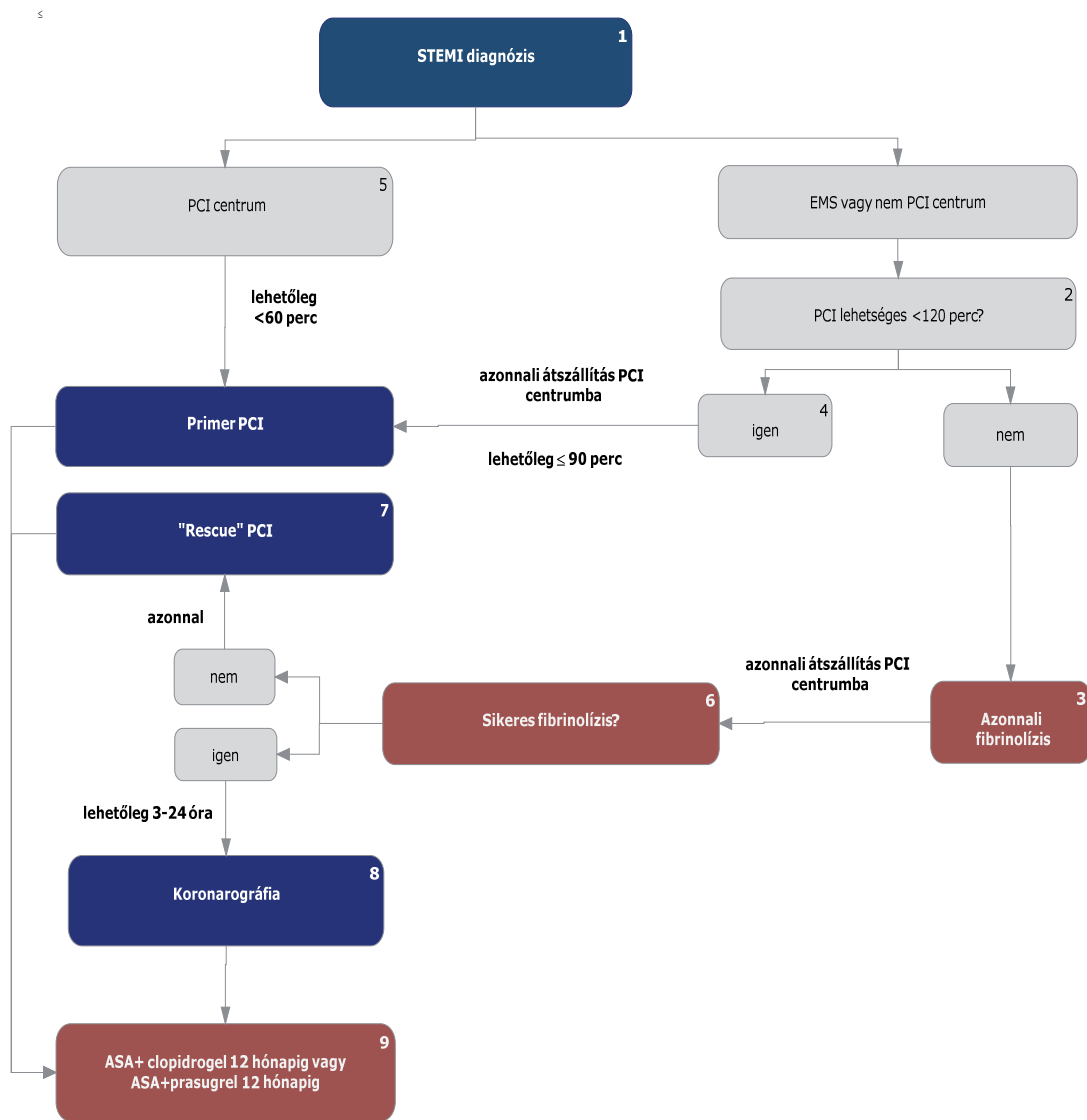 ≤
1
STEMI diagnózis
5
PCI centrum
EMS vagy nem PCI centrum
lehetőleg
<60 perc
2
PCI lehetséges <120 perc?
azonnali átszállítás PCI
centrumba
Primer PCI
4
igen
nem
lehetőleg ≤ 90 perc
7
"Rescue" PCI
azonnal
nem
igen
azonnali átszállítás PCI
centrumba
6
Sikeres fibrinolízis?
3
Azonnali
fibrinolízis
lehetőleg 3-24 óra
8
Koronarográfia
9
ASA+ clopidrogel 12 hónapig vagy
ASA+prasugrel 12 hónapig